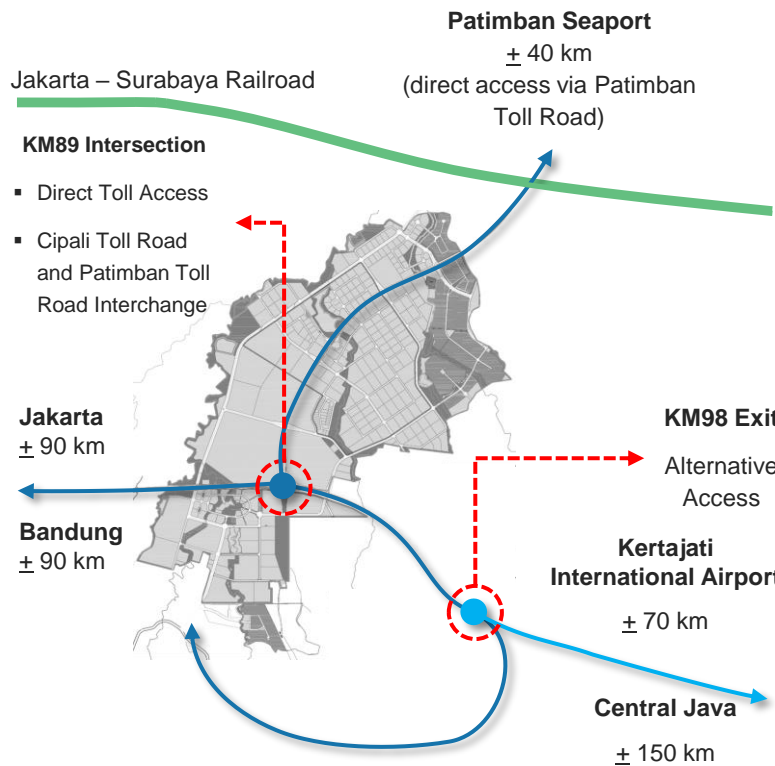 Patimban Seaport
± 40 km
(direct access via Patimban
Toll Road)
Jakarta – Surabaya Railroad
KM89 Intersection
▪ Direct Toll Access
▪ Cipali Toll Road
and Patimban Toll
Road Interchange
Jakarta
± 90 km
Bandung
± 90 km
KM98 Exit
Alternative
Access
Kertajati
International Airport
± 70 km
Central Java
± 150 km